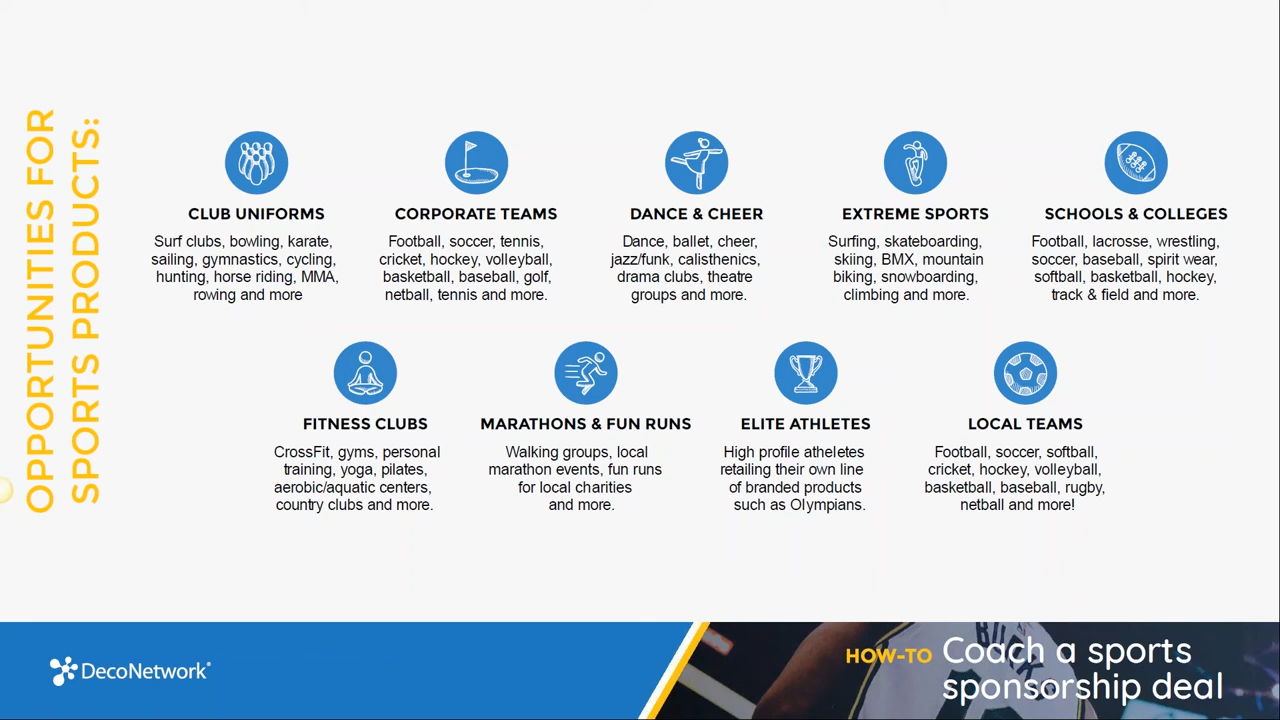 OPPORTUNITIES FOR
SPORTS PRODUCTS:
CLUB UNIFORMS
Surf clubs, bowling, karate,
sailing, gymnastics, cycling,
hunting, horse riding, MMA,
rowing and more
CORPORATE TEAMS
Football, soccer, tennis,
cricket, hockey, volleyball,
basketball, baseball, golf,
netball, tennis and more.
DANCE & CHEER
Dance, ballet, cheer,
jazz/funk, calisthenics,
drama clubs, theatre
groups and more.
EXTREME SPORTS
Surfing, skateboarding,
skiing, BMX, mountain
biking, snowboarding,
climbing and more.
SCHOOLS & COLLEGES
Football, lacrosse, wrestling,
soccer, baseball, spirit wear,
softball, basketball, hockey,
track & field and more.
FITNESS CLUBS
CrossFit, gyms, personal
training, yoga, pilates,
aerobic/aquatic centers,
country clubs and more.
MARATHONS & FUN RUNS
Walking groups, local
marathon events, fun runs
for local charities
and more.
ELITE ATHLETES
High profile atheletes
retailing their own line
of branded products
such as Olympians.
LOCAL TEAMS
Football, soccer, softball,
cricket, hockey, volleyball,
basketball, baseball, rugby,
netball and more!
DecoNetwork®
HOW-TO Coach a sports
sponsorship deal